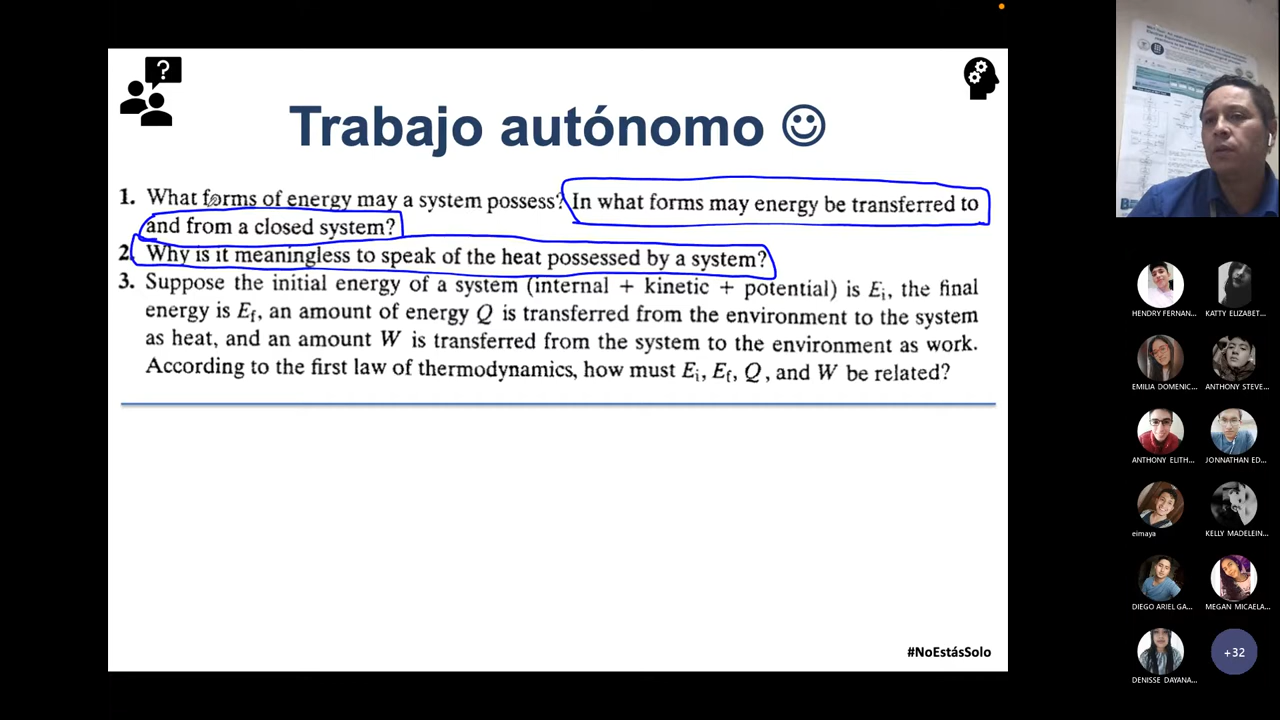 Trabajo autónomo
1. What forms of energy may a system possess? In what forms may energy be transferred to
and from a closed system?
2. Why is it meaningless to speak of the heat possessed by a system?
3. Suppose the initial energy of a system (internal + kinetic + potential) is Ei, the final
energy is Ef, an amount of energy Q is transferred from the environment to the system
as heat, and an amount W is transferred from the system to the environment as work.
According to the first law of thermodynamics, how must Ei, Ef, Q, and W be related?
#NoEstásSolo
HENDRY FERNAN...
KATTY ELIZABET...
EMILIA DOMENIC...
ANTHONY STEVE...
ANTHONY ELITH...
JONNATHAN ED...
eimaya
KELLY MADELEIN...
DIEGO ARIEL GA...
MEGAN MICAELA...
DENISSE DAYANA...
+32